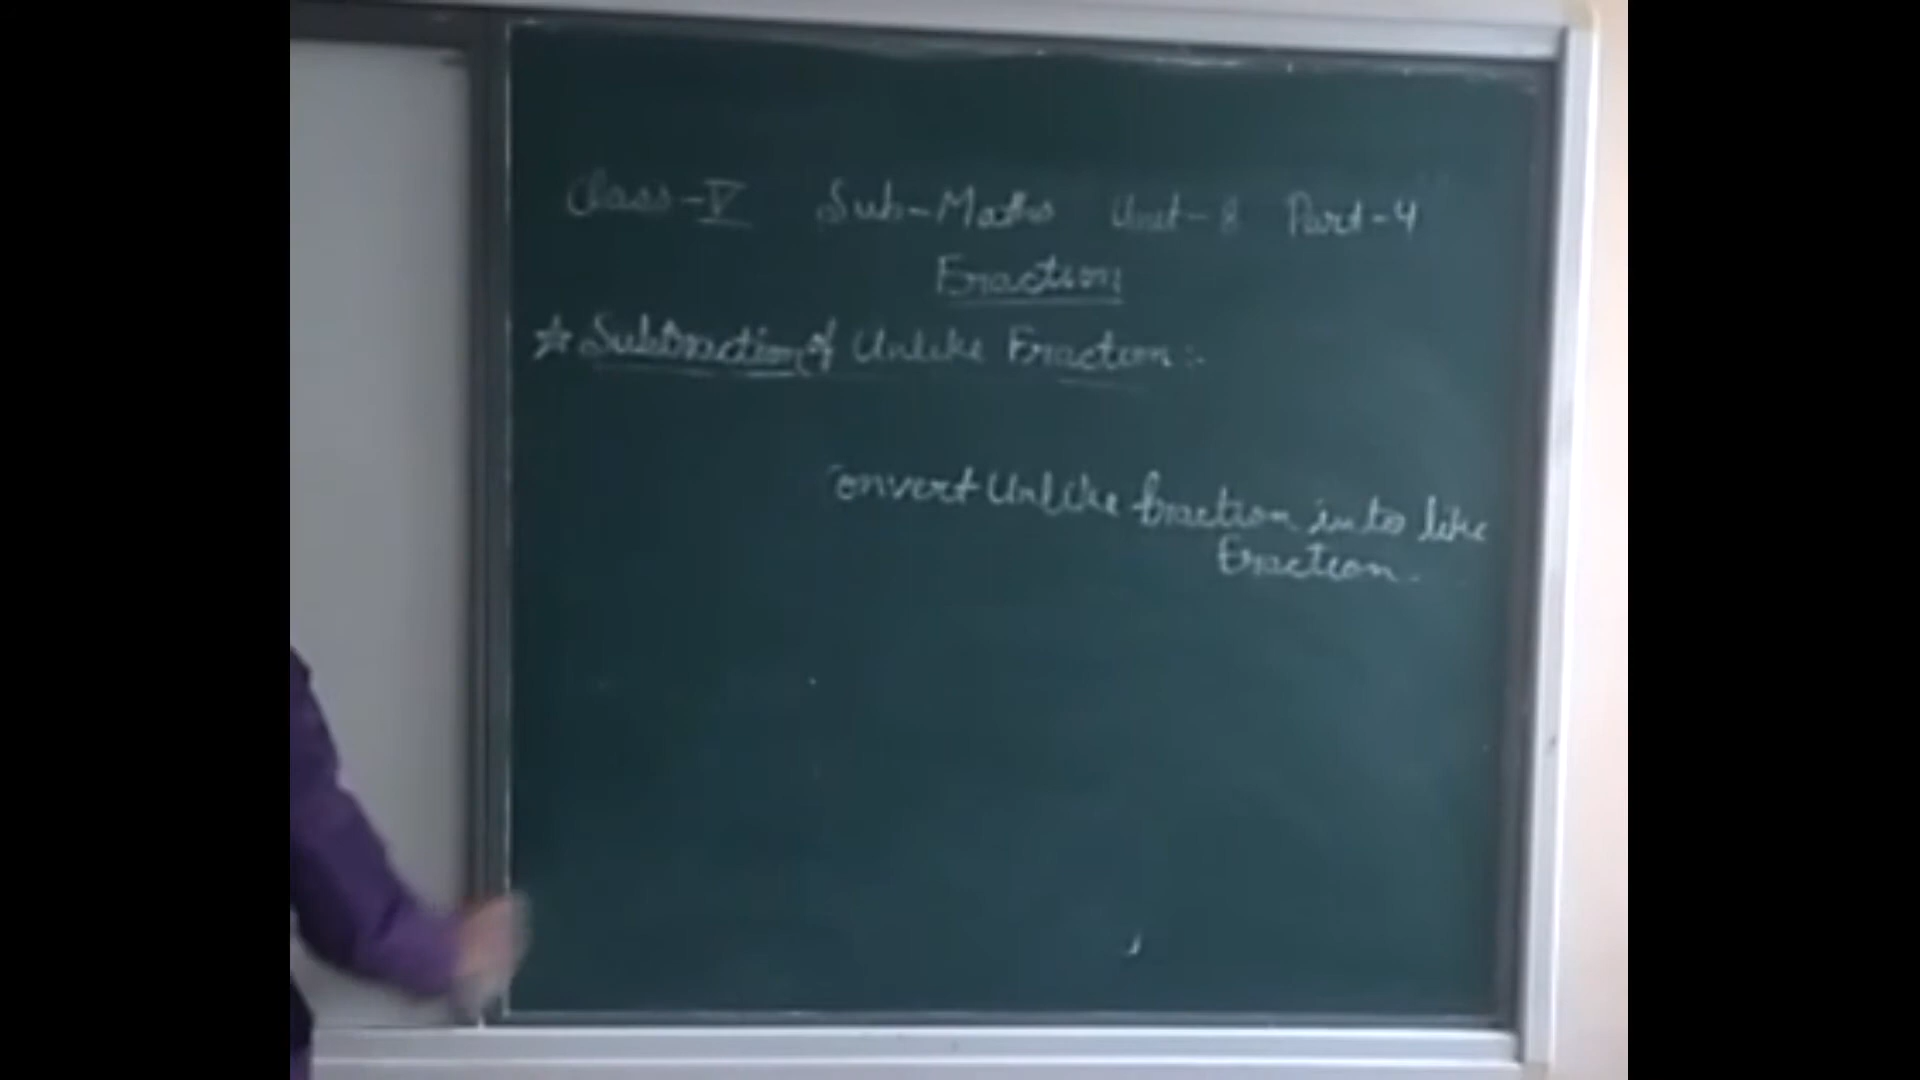 Class-V Sub-Maths Unit-8 Part-4
Fraction
☆ Subtraction of Unlike Fraction:-
onvert Unlike fraction into like
Fraction.